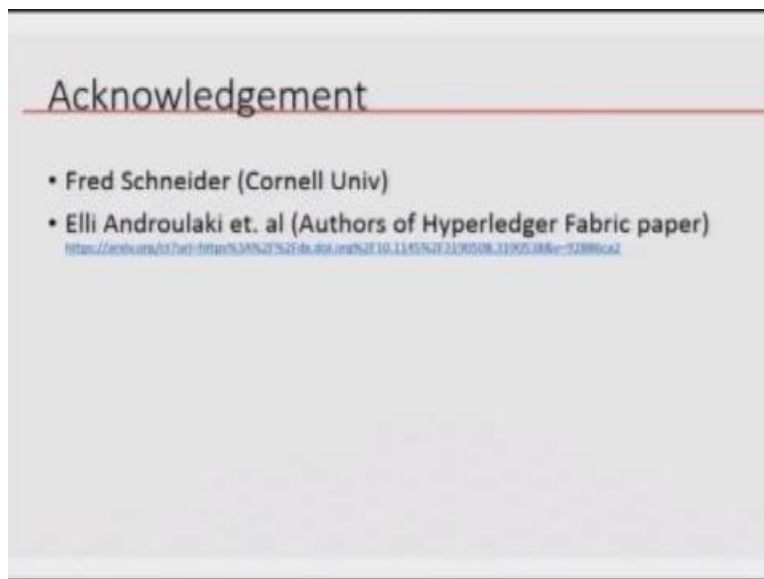 Acknowledgement
• Fred Schneider (Cornell Univ)
• Elli Androulaki et. al (Authors of Hyperledger Fabric paper)